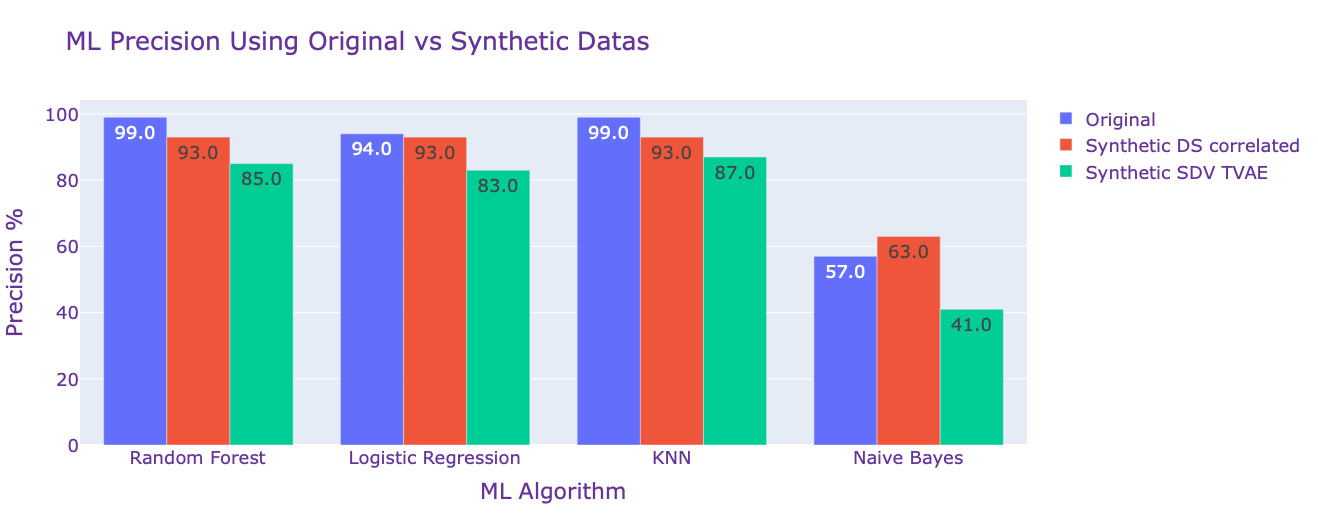 ML Precision Using Original vs Synthetic Datas
Original
Synthetic DS correlated
Synthetic SDV TVAE
Precision %
100
80
60
40
20
0
99.0
93.0
85.0
94.0
93.0
83.0
99.0
93.0
87.0
57.0
63.0
41.0
Random Forest
Logistic Regression
KNN
Naive Bayes
ML Algorithm